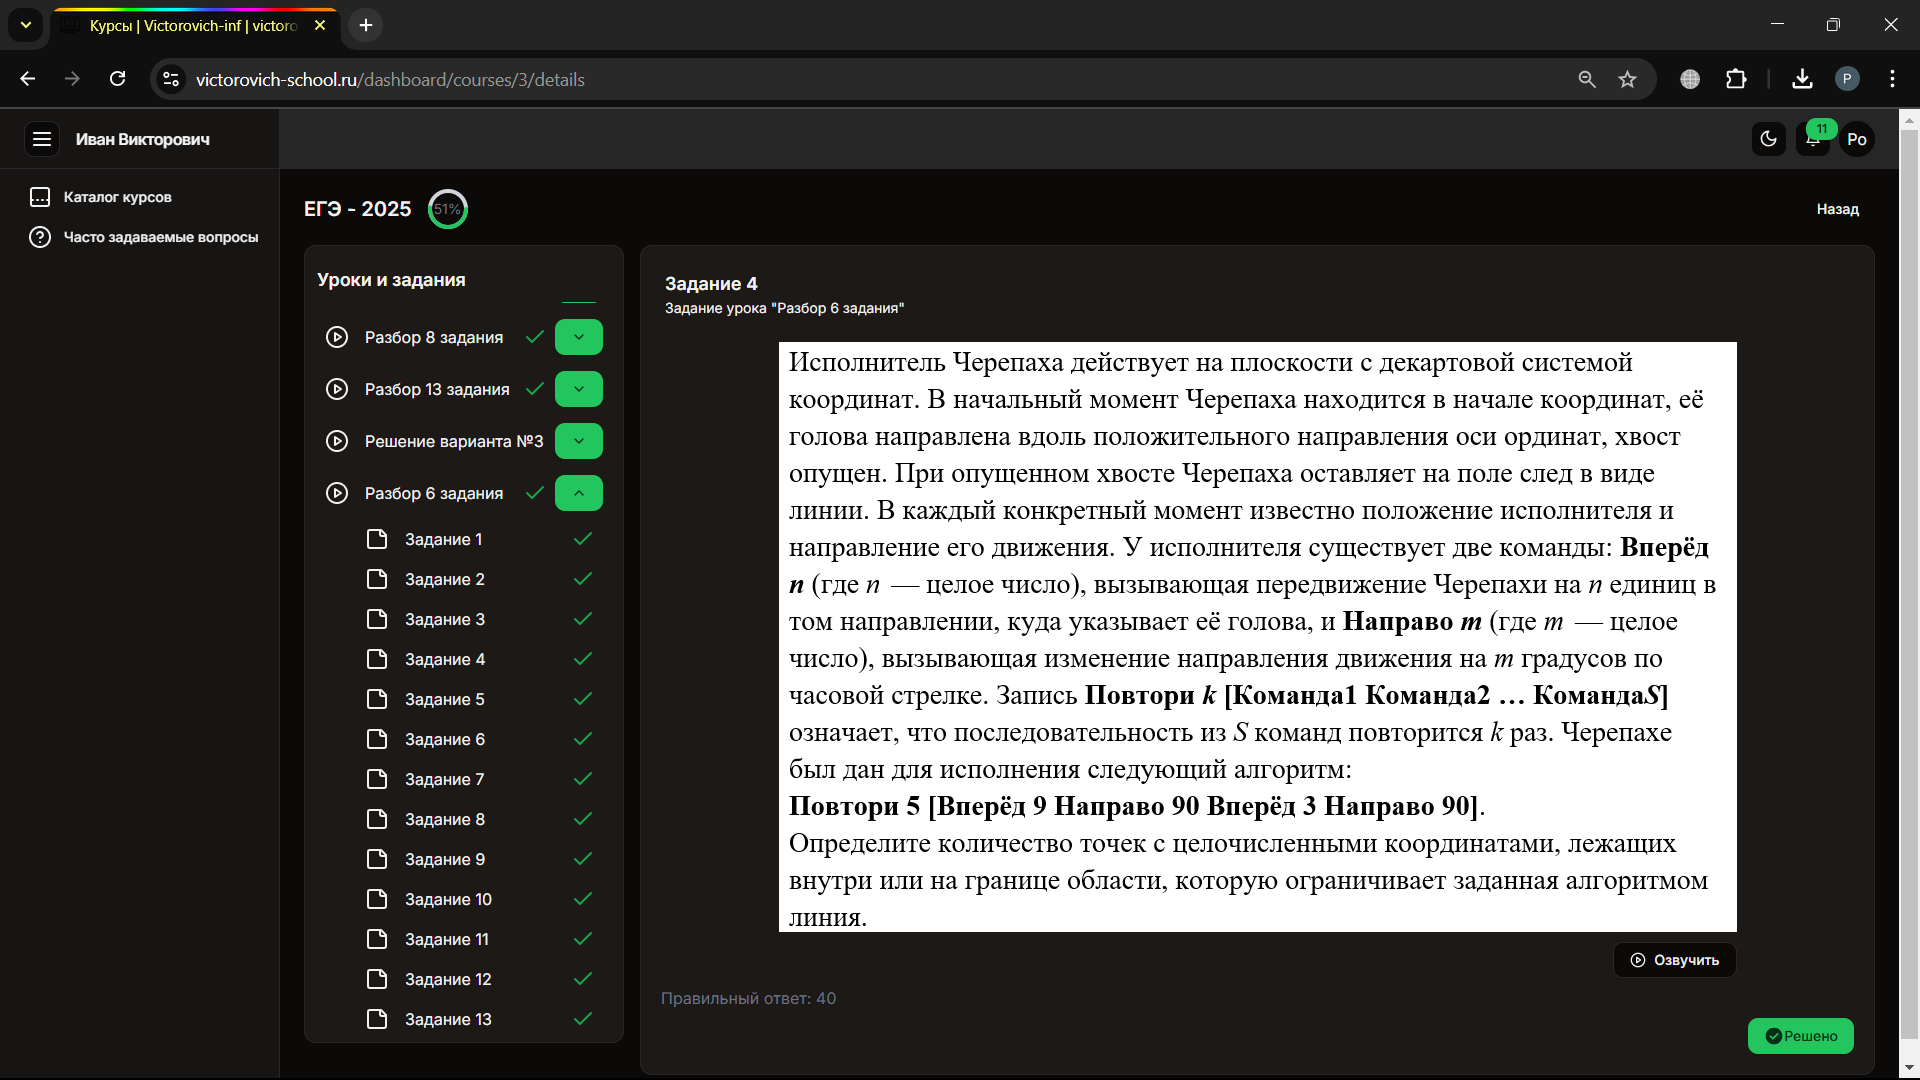 Курсы | Victorovich-inf | victoro
victorovich-school.ru/dashboard/courses/3/details
P
Иван Викторович
11
Po
Каталог курсов
Часто задаваемые вопросы
ЕГЭ - 2025
51%
Назад
Уроки и задания
Разбор 8 задания
Разбор 13 задания
Решение варианта №3
Разбор 6 задания
Задание 1
Задание 2
Задание 3
Задание 4
Задание 5
Задание 6
Задание 7
Задание 8
Задание 9
Задание 10
Задание 11
Задание 12
Задание 13
Задание 4
Задание урока "Разбор 6 задания"
Исполнитель Черепаха действует на плоскости с декартовой системой
координат. В начальный момент Черепаха находится в начале координат, её
голова направлена вдоль положительного направления оси ординат, хвост
опущен. При опущенном хвосте Черепаха оставляет на поле след в виде
линии. В каждый конкретный момент известно положение исполнителя и
направление его движения. У исполнителя существует две команды: Вперёд
n (где n — целое число), вызывающая передвижение Черепахи на n единиц в
том направлении, куда указывает её голова, и Направо m (где m — целое
число), вызывающая изменение направления движения на m градусов по
часовой стрелке. Запись Повтори k [Команда1 Команда2 … КомандаS]
означает, что последовательность из S команд повторится k раз. Черепахе
был дан для исполнения следующий алгоритм:
Повтори 5 [Вперёд 9 Направо 90 Вперёд 3 Направо 90].
Определите количество точек с целочисленными координатами, лежащих
внутри или на границе области, которую ограничивает заданная алгоритмом
линия.
Озвучить
Правильный ответ: 40
Решено